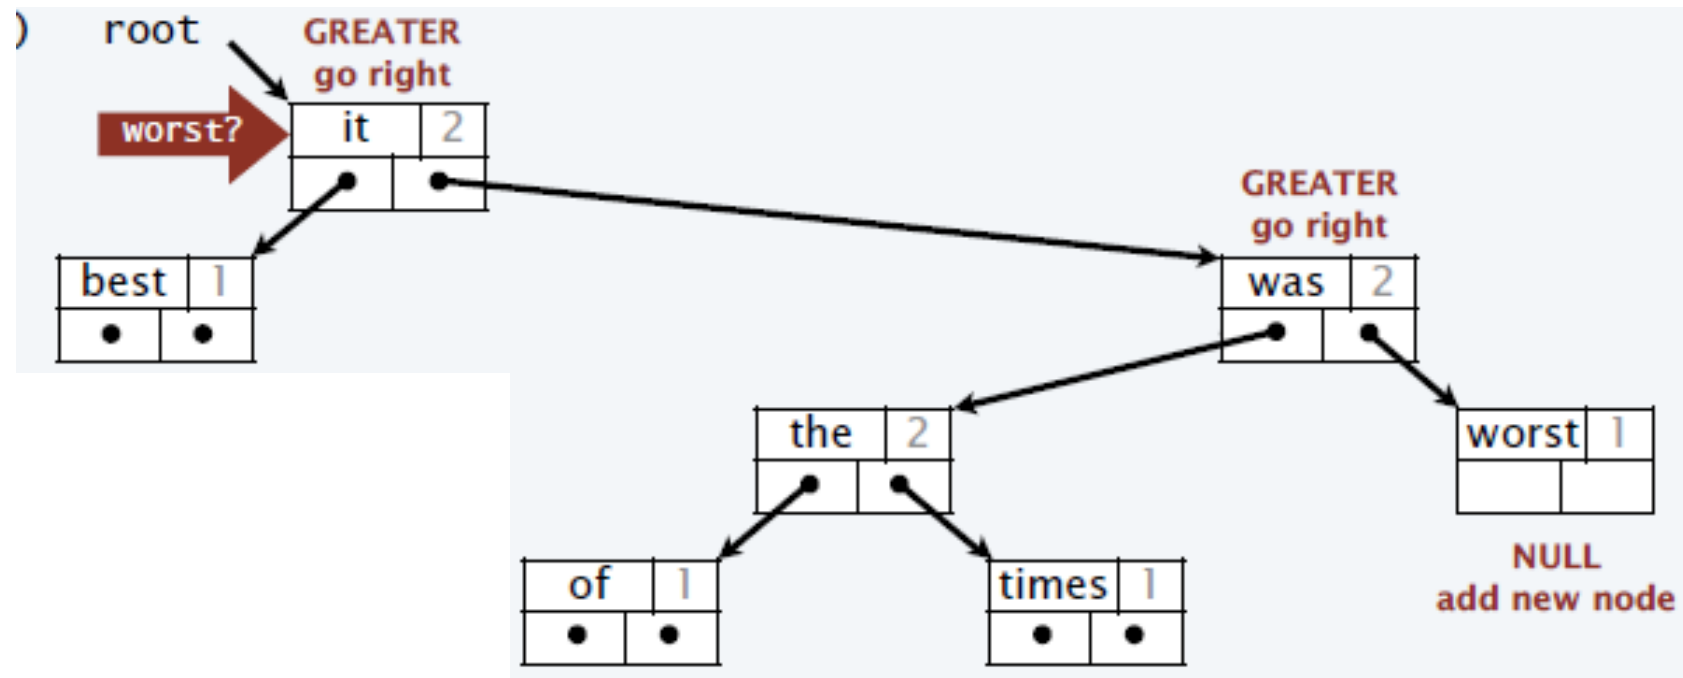 ) root GREATER
go right
worst? it 2
GREATER
go right
best 1 was 2
the 2 worst 1
of 1 times 1
NULL
add new node